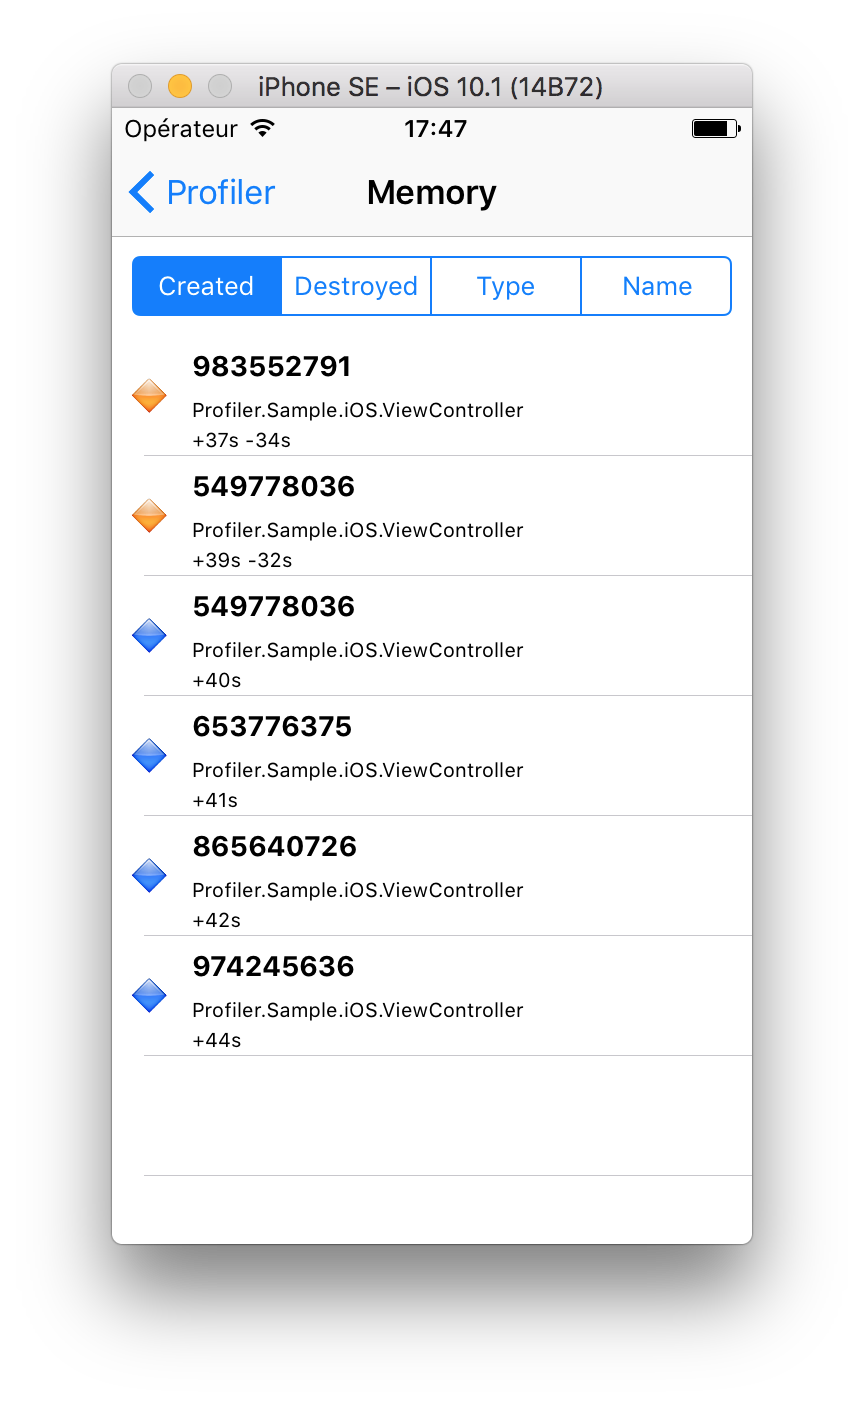 iPhone SE – iOS 10.1 (14B72)
Opérateur 17:47
Profiler Memory
Created Destroyed Type Name
983552791
Profiler.Sample.iOS.ViewController
+37s -34s
549778036
Profiler.Sample.iOS.ViewController
+39s -32s
549778036
Profiler.Sample.iOS.ViewController
+40s
653776375
Profiler.Sample.iOS.ViewController
+41s
865640726
Profiler.Sample.iOS.ViewController
+42s
974245636
Profiler.Sample.iOS.ViewController
+44s